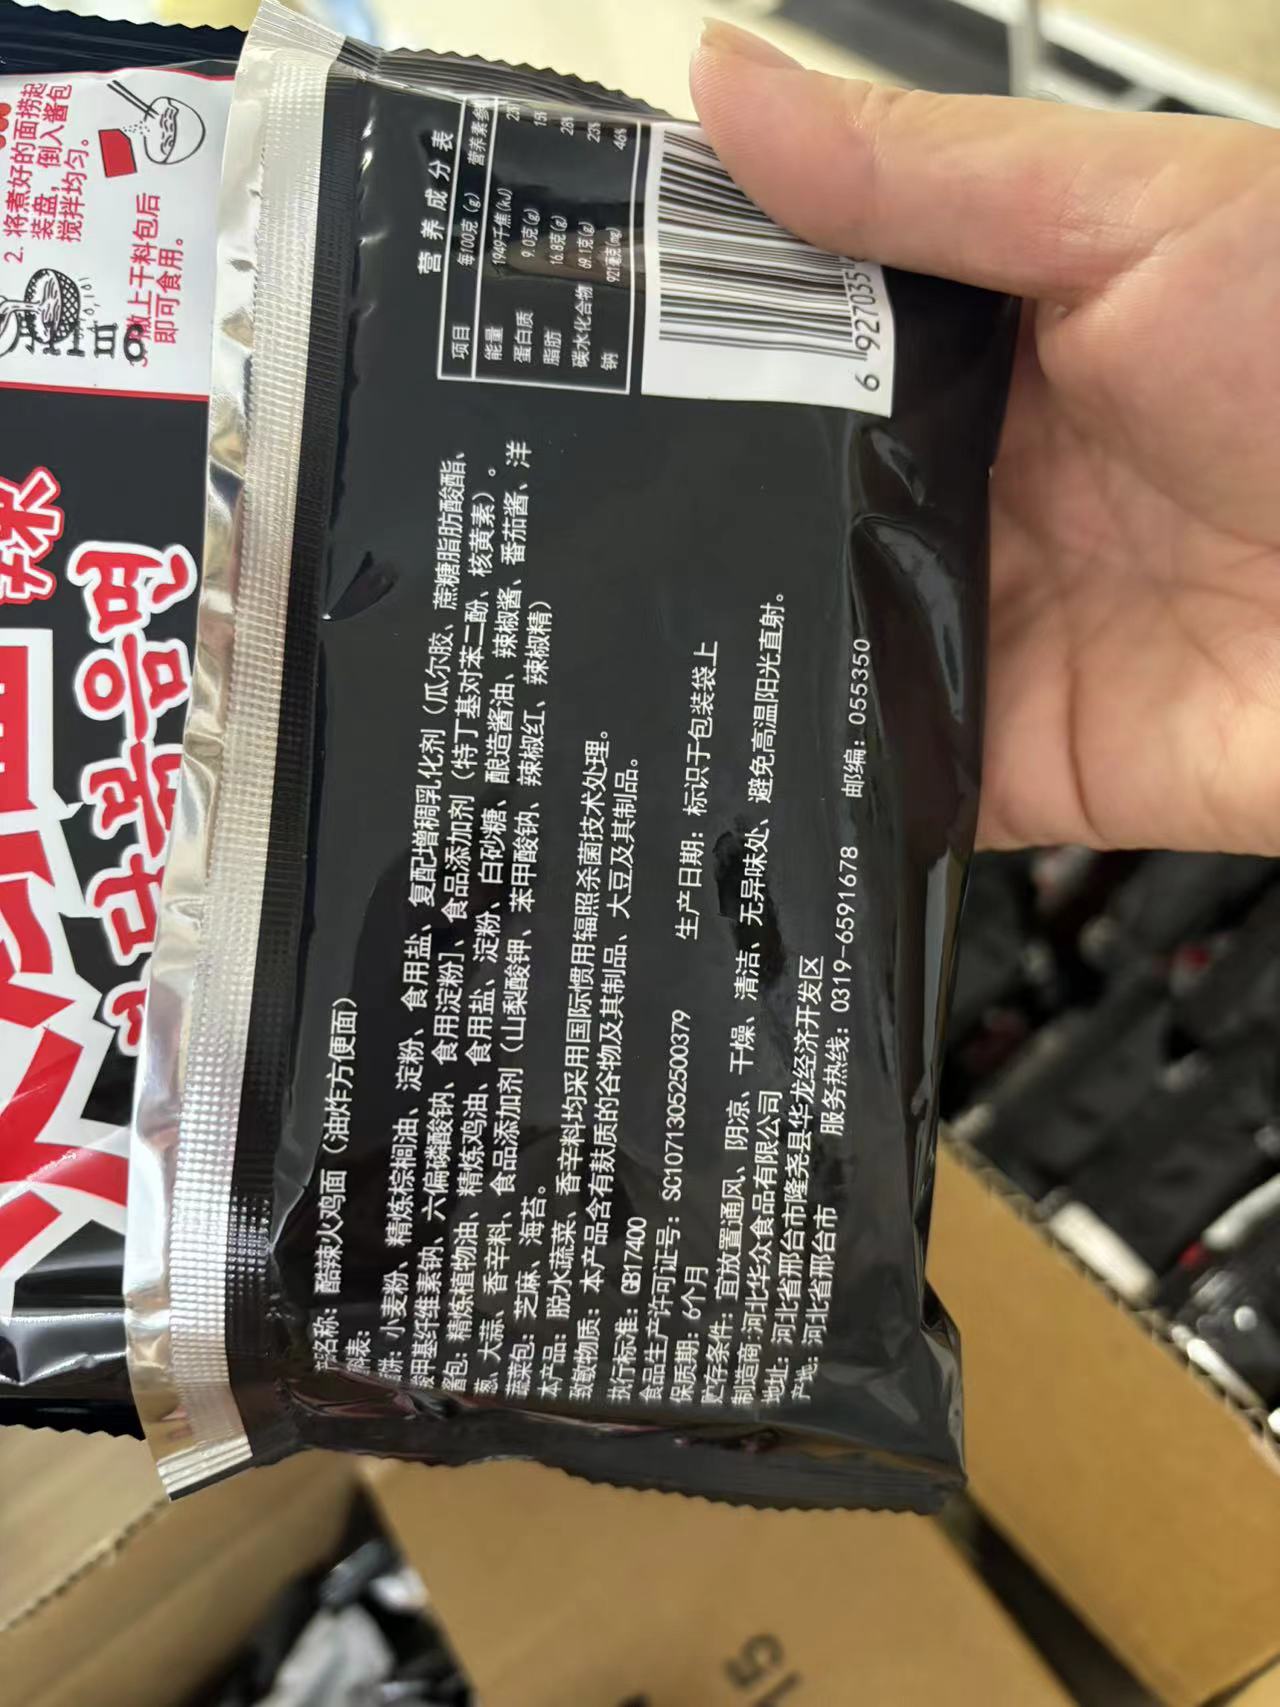 2. 将煮好的面捞起
装盘, 倒入酱包
搅拌均匀。
3. 撒上干料包后
即可食用。
辣
볶음면
产品名称: 酷辣火鸡面 (油炸方便面)
配料表:
面饼: 小麦粉、精炼棕榈油、淀粉、食用盐、复配增稠乳化剂 (瓜尔胶、蔗糖脂肪酸酯、
羧甲基纤维素钠、六偏磷酸钠、食用淀粉]、食品添加剂 (特丁基对苯二酚、核黄素) 。
酱包: 精炼植物油、精炼鸡油、食用盐、淀粉、白砂糖、酿造酱油、辣椒酱、番茄酱、洋
葱、大蒜、香辛料、食品添加剂 (山梨酸钾、苯甲酸钠、辣椒红、辣椒精)
蔬菜包: 芝麻、海苔。
本产品: 脱水蔬菜、香辛料均采用国际惯用辐照杀菌技术处理。
致敏物质: 本产品含有麸质的谷物及其制品、大豆及其制品。
执行标准: GB17400
食品生产许可证号: SC10713052500379 生产日期: 标识于包装袋上
保质期: 6个月
贮存条件: 宜放置通风、阴凉、干燥、清洁、无异味处、避免高温阳光直射。
制造商: 河北华众食品有限公司
地址: 河北省邢台市隆尧县华龙经济开发区
产地: 河北省邢台市 服务热线: 0319-6591678 邮编: 055350
营养成分表
项目 每100克 (g) 营养素参
能量 1949千焦(kJ) 23%
蛋白质 9.0克(g) 15%
脂肪 16.8克(g) 28%
碳水化合物 69.1克(g) 23%
钠 921毫克(mg) 46%
6 927035